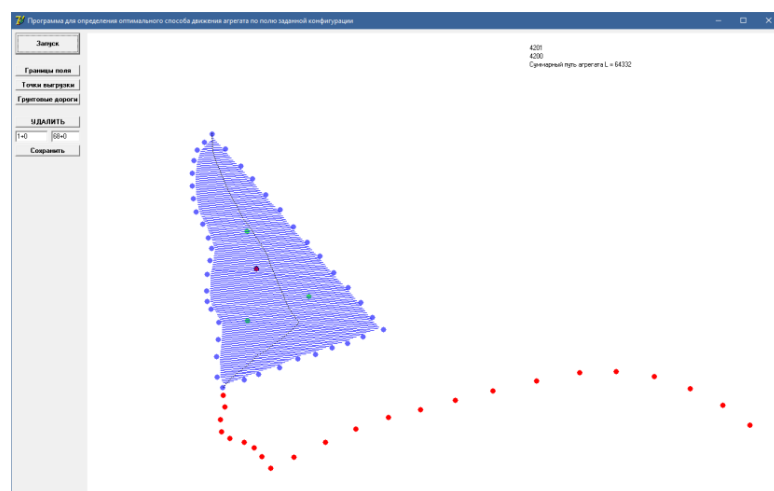 Программа для определения оптимального способа движения агрегата по полю заданной конфигурации
Запуск
Границы поля
Точки выгрузки
Грунтовые дороги
УДАЛИТЬ
1+0 68+0
Сохранить
4201
4200
Суммарный путь агрегата L = 64332